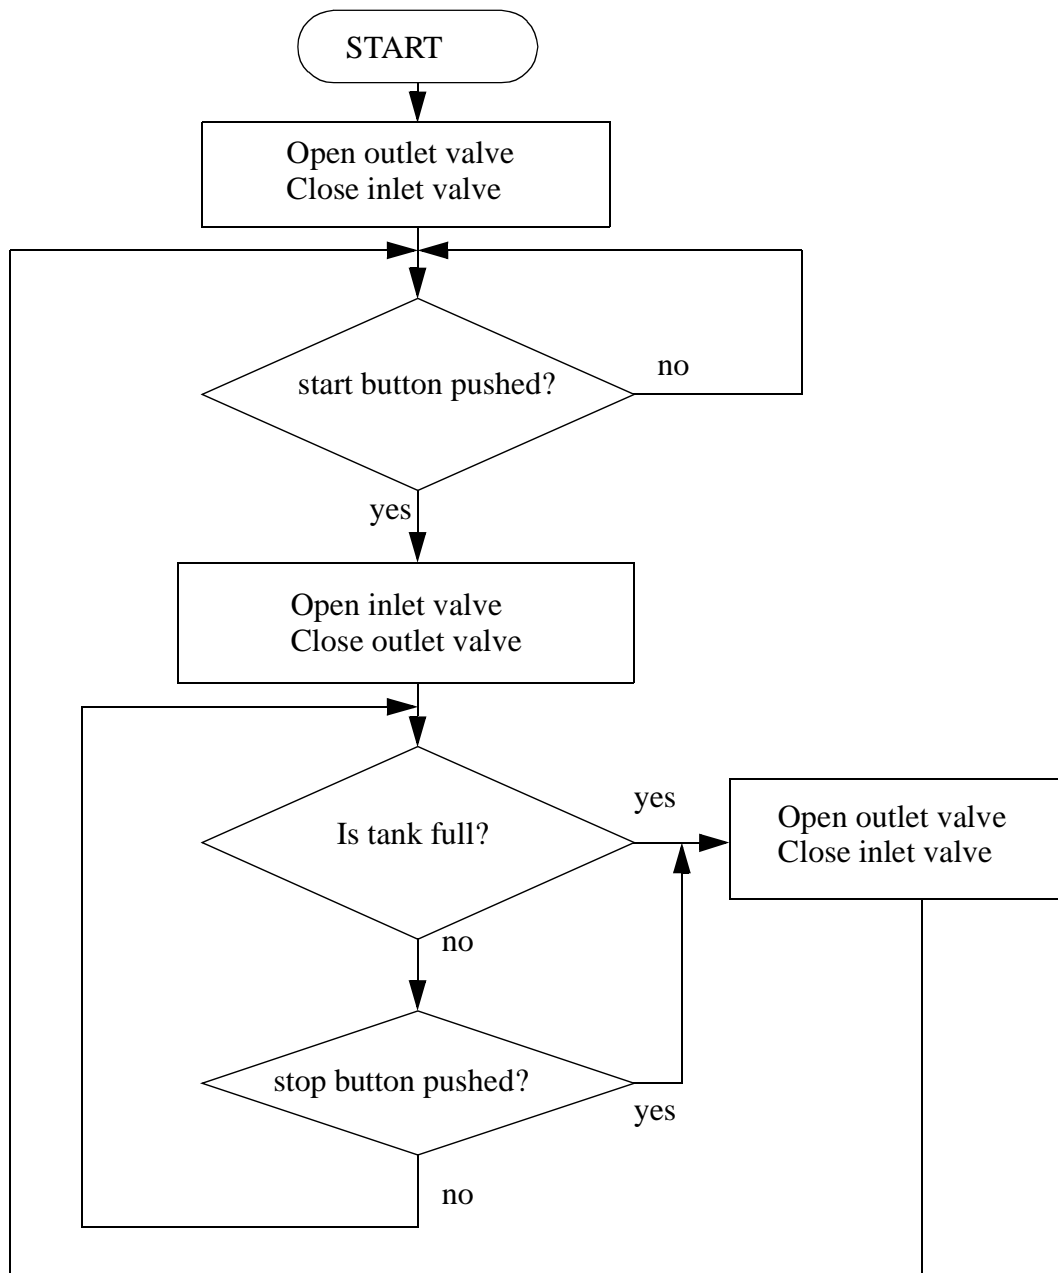 START
Open outlet valve
Close inlet valve
start button pushed?
no
yes
Open inlet valve
Close outlet valve
Is tank full?
yes
Open outlet valve
Close inlet valve
no
stop button pushed?
yes
no